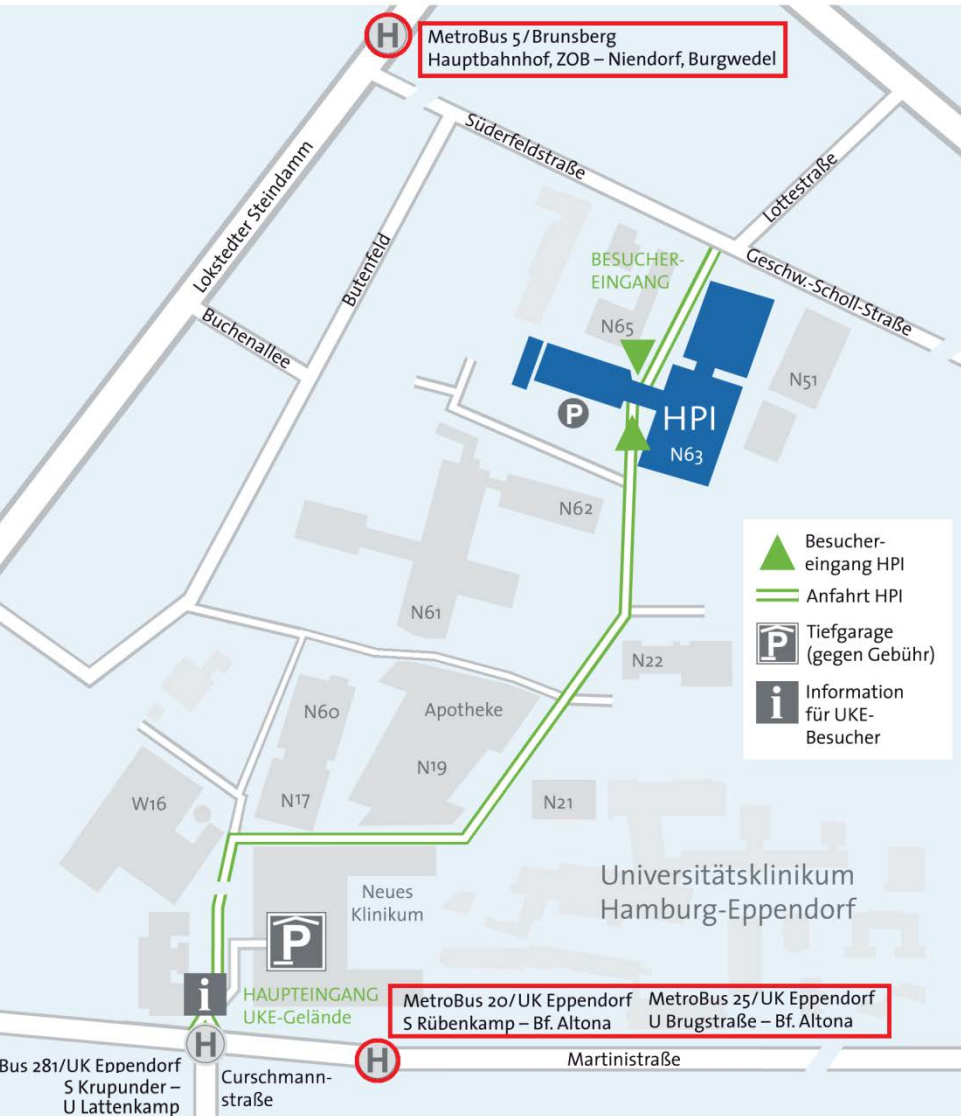 H
MetroBus 5/Brunsberg
Hauptbahnhof, ZOB – Niendorf, Burgwedel
Süderfeldstraße
Lottestraße
Lokstedter Steindamm
Butenfeld
Buchenallee
Geschw.-Scholl-Straße
BESUCHER-
EINGANG
N65
N51
P
HPI
N63
N62
N61
N22
N60
Apotheke
N19
N17
W16
N21
Besucher-
eingang HPI
Anfahrt HPI
P
Tiefgarage
(gegen Gebühr)
i
Information
für UKE-
Besucher
Neues
Klinikum
Universitätsklinikum
Hamburg-Eppendorf
P
i
HAUPTEINGANG
UKE-Gelände
MetroBus 20/UK Eppendorf
S Rübenkamp – Bf. Altona
MetroBus 25/UK Eppendorf
U Brugstraße – Bf. Altona
H
H
Martinistraße
Bus 281/UK Eppendorf
S Krupunder –
U Lattenkamp
Curschmann-
straße